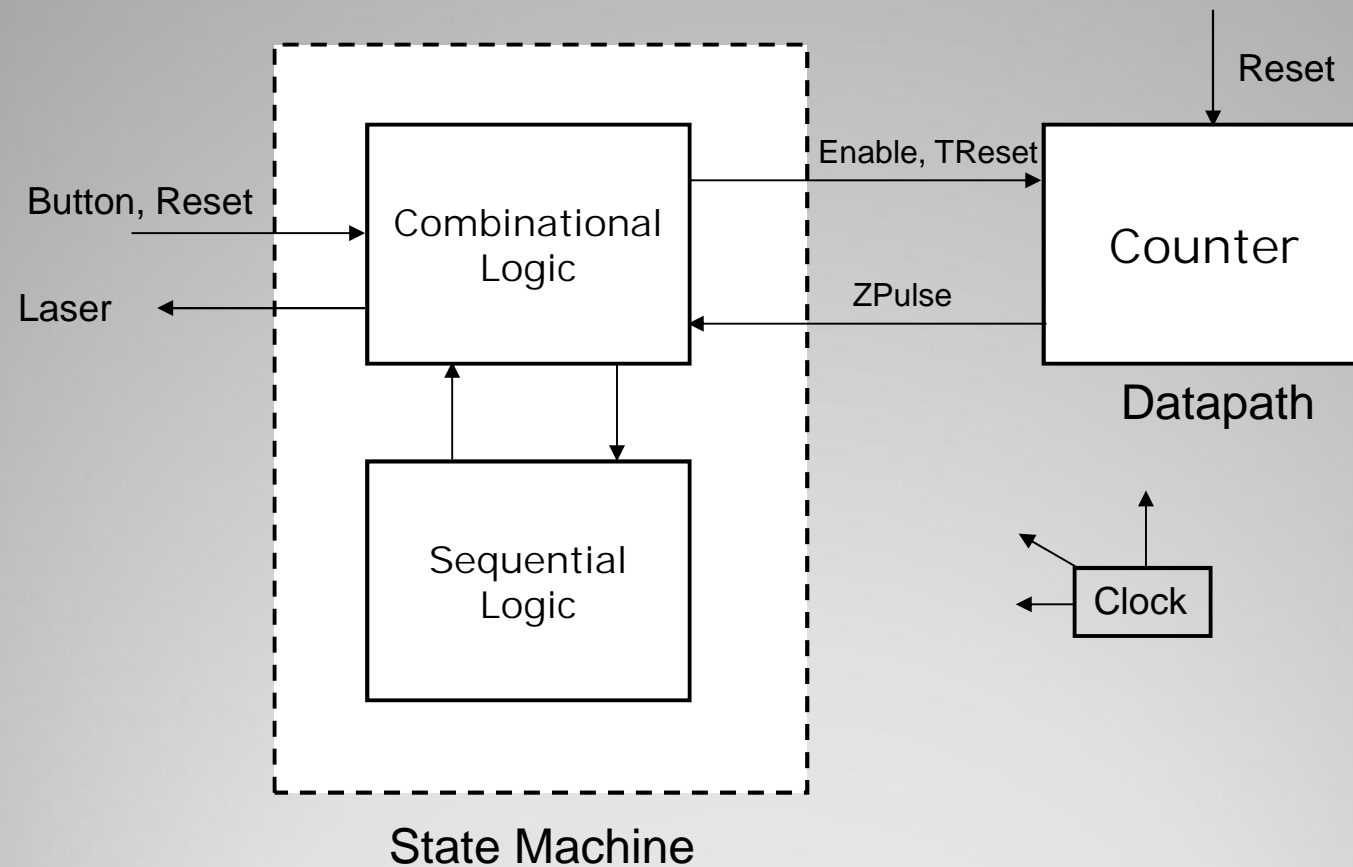 Reset
Enable, TReset
Button, Reset
Combinational
Logic
Counter
Laser
ZPulse
Datapath
Sequential
Logic
Clock
State Machine